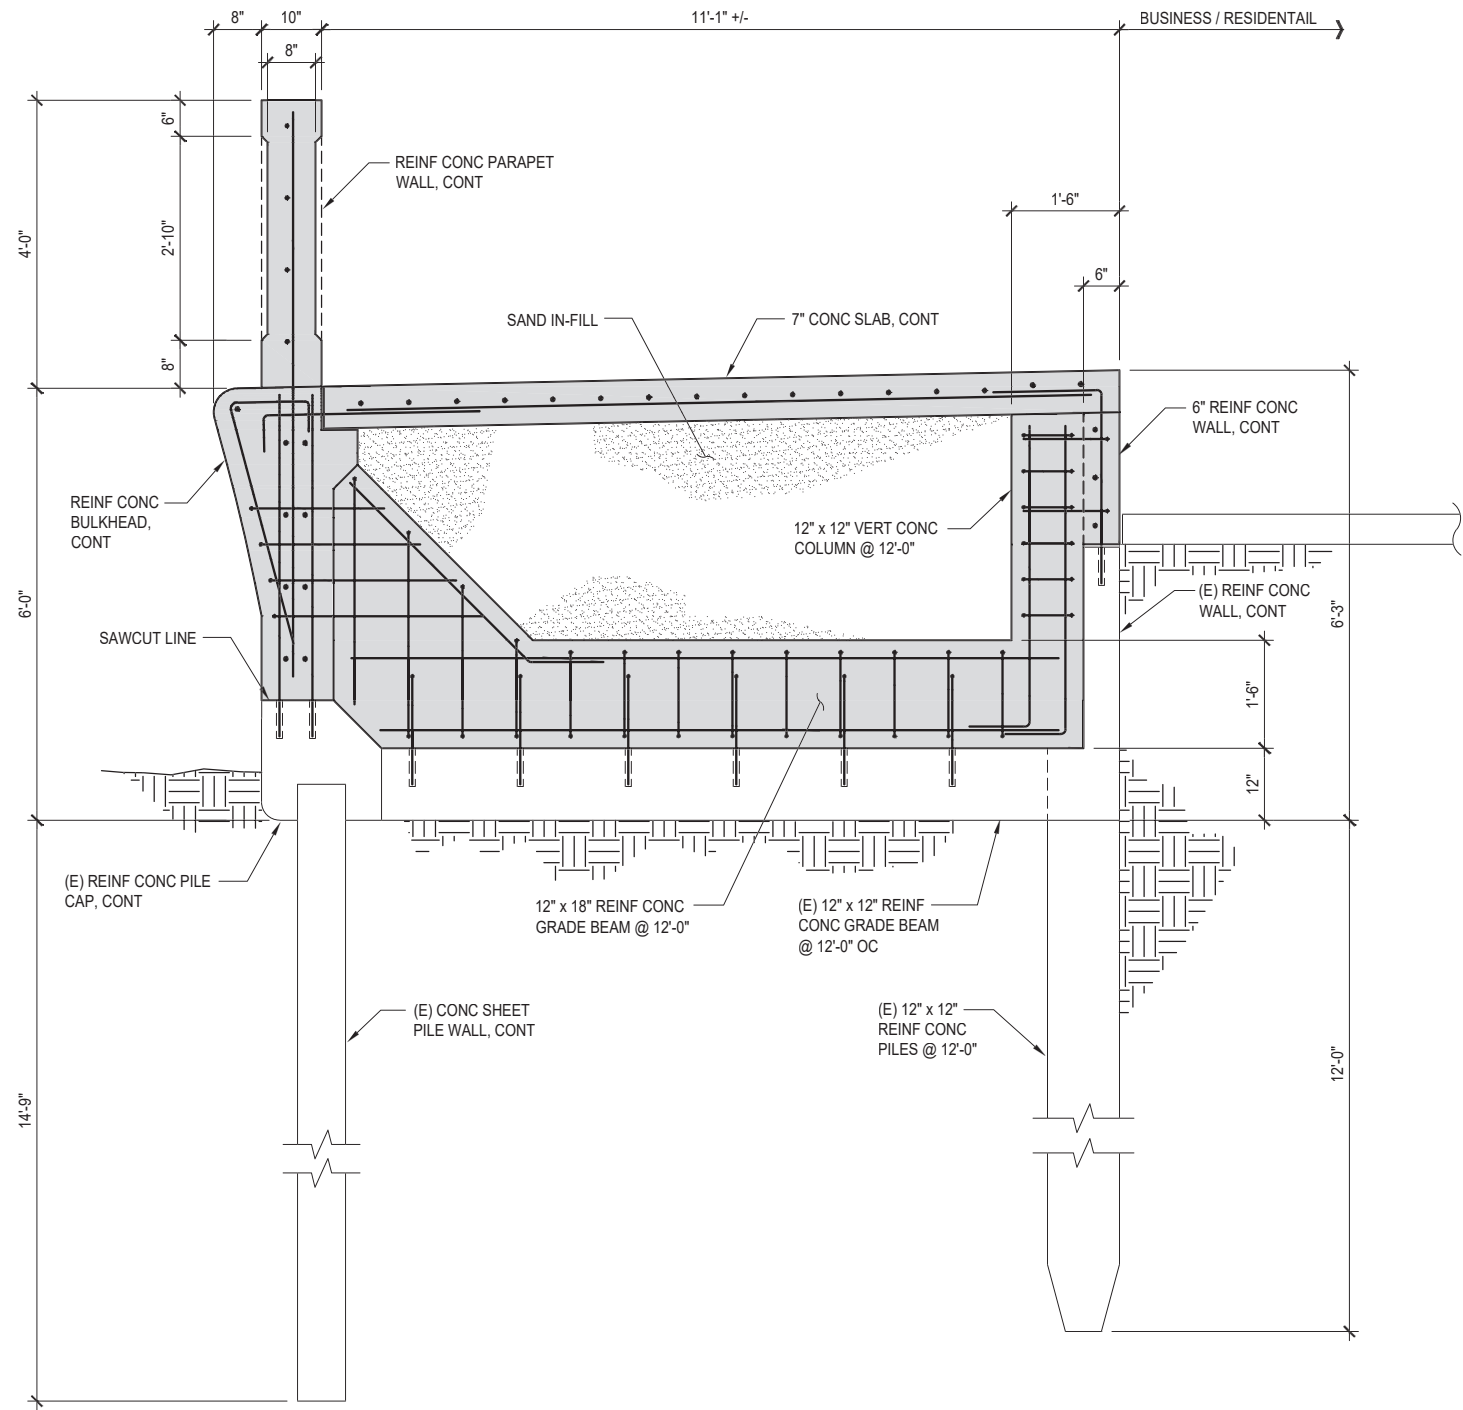 8"
10"
11'-1" +/-
BUSINESS / RESIDENTAIL
8"
6"
REINF CONC PARAPET
WALL, CONT
1'-6"
4'-0"
2'-10"
6"
SAND IN-FILL
7" CONC SLAB, CONT
8"
6" REINF CONC
WALL, CONT
REINF CONC
BULKHEAD,
CONT
12" x 12" VERT CONC
COLUMN @ 12'-0"
6'-0"
(E) REINF CONC
WALL, CONT
6'-3"
SAWCUT LINE
1'-6"
12"
(E) REINF CONC PILE
CAP, CONT
12" x 18" REINF CONC
GRADE BEAM @ 12'-0"
(E) 12" x 12" REINF
CONC GRADE BEAM
@ 12'-0" OC
(E) CONC SHEET
PILE WALL, CONT
(E) 12" x 12"
REINF CONC
PILES @ 12'-0"
12'-0"
14'-9"